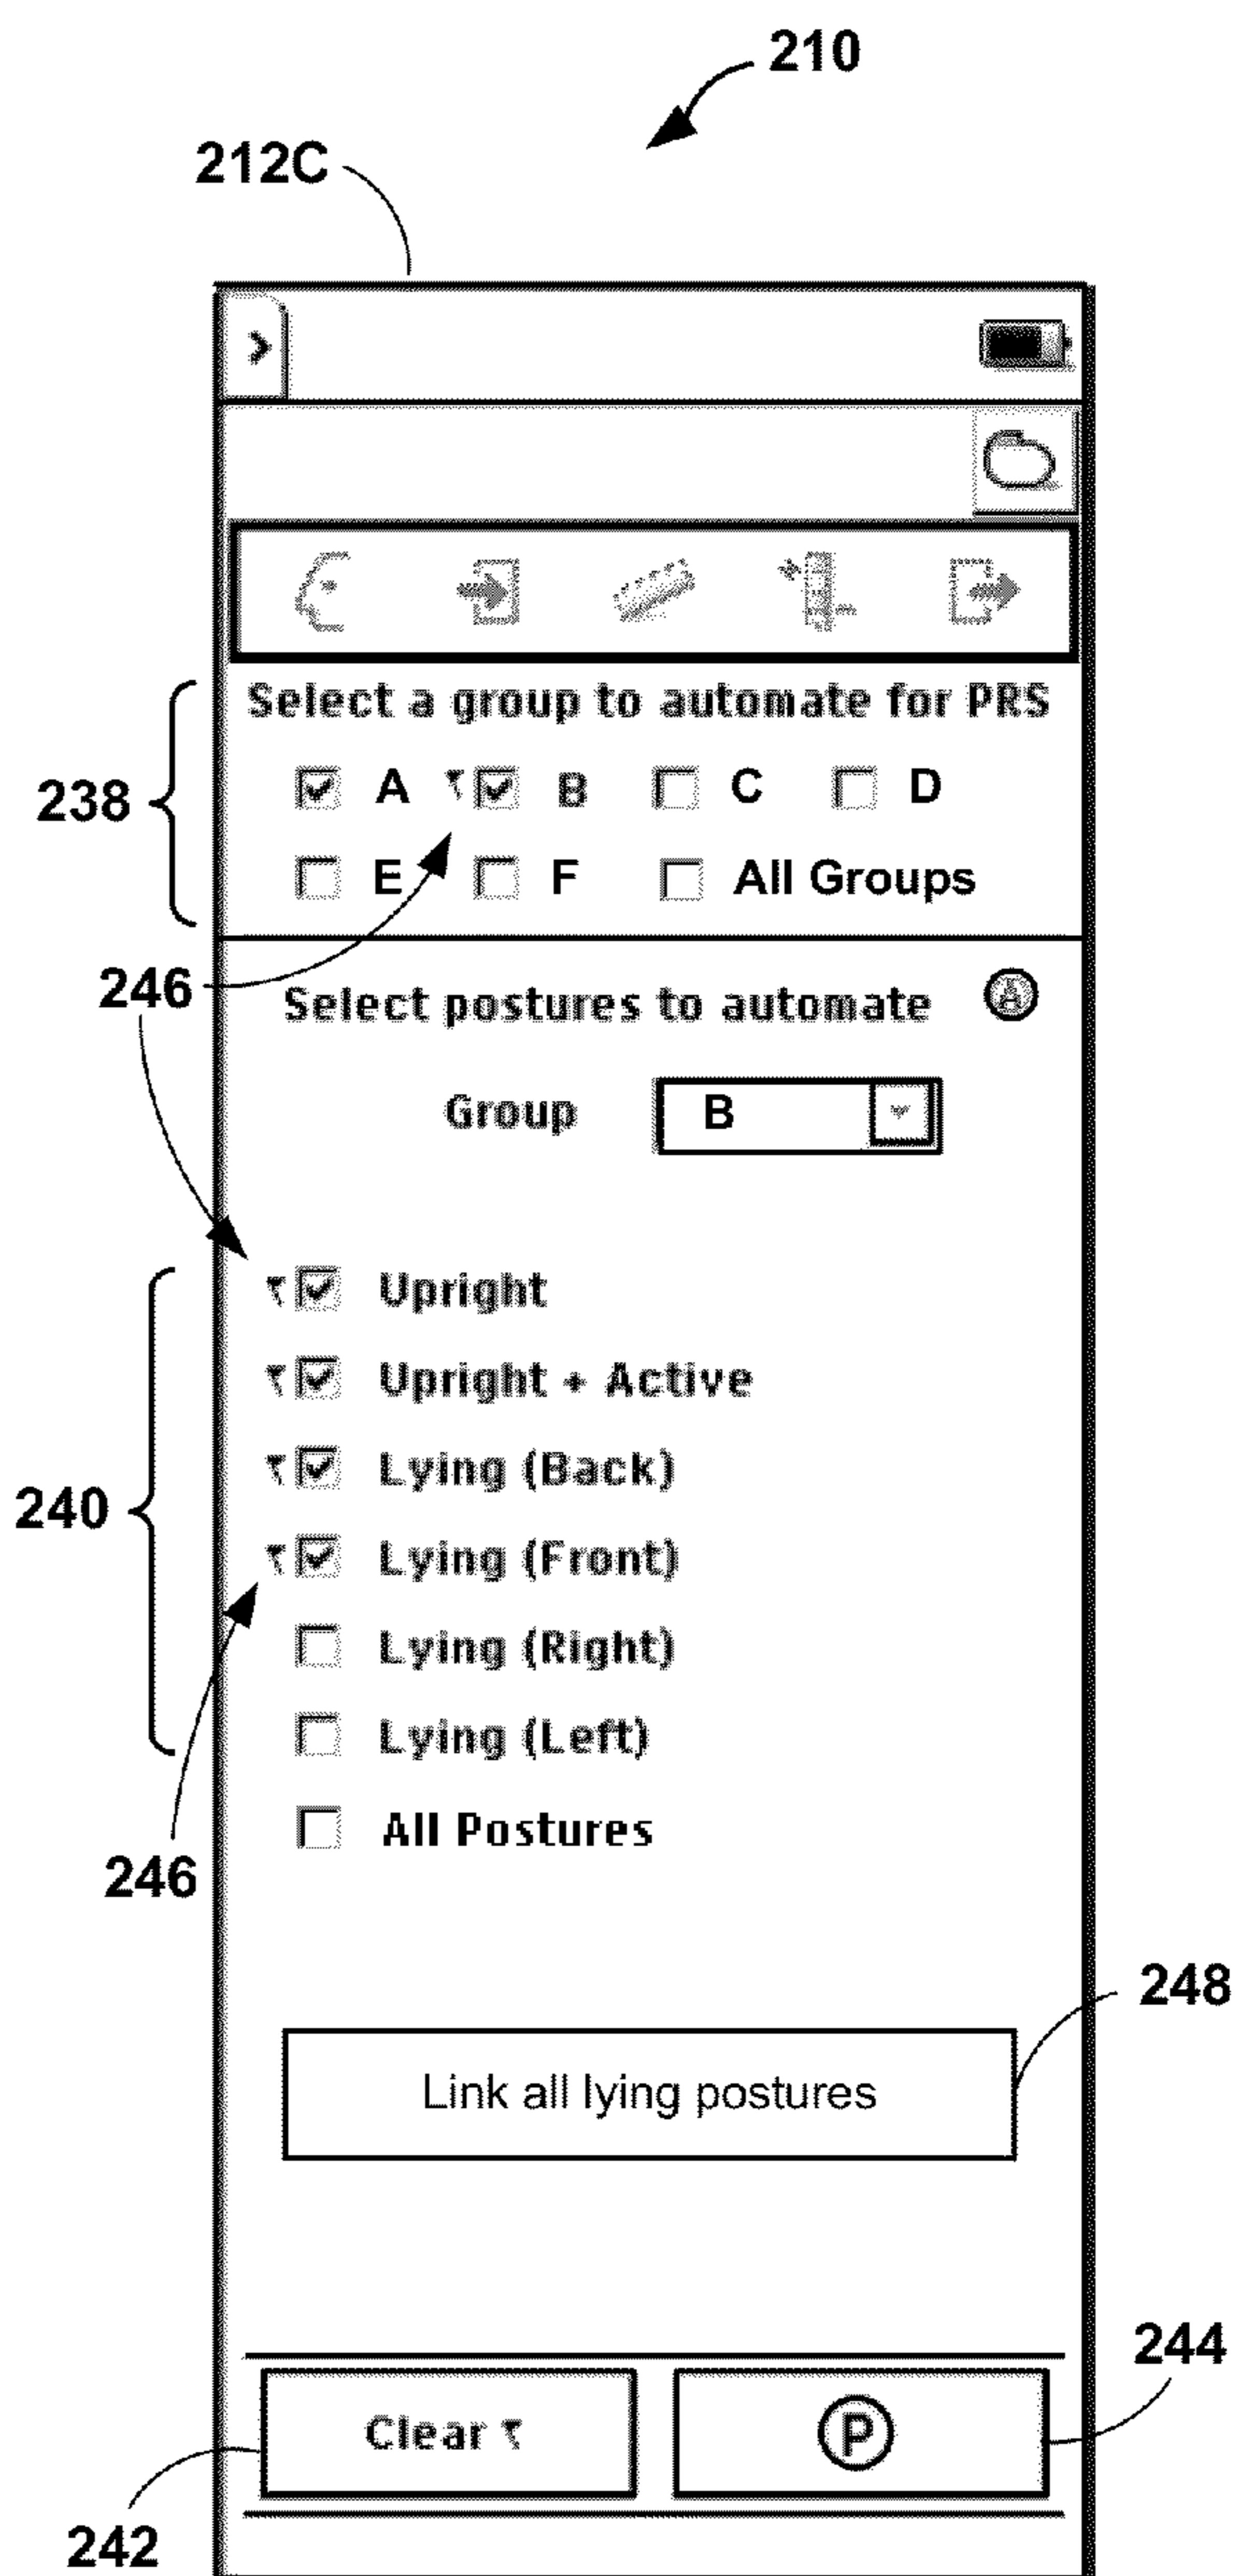 210
212C
>
Select a group to automate for PRS
238
A B C D
E F All Groups
246
Select postures to automate A
Group B
Upright
Upright + Active
Lying (Back)
240
Lying (Front)
Lying (Right)
Lying (Left)
All Postures
246
248
Link all lying postures
244
Clear P
242